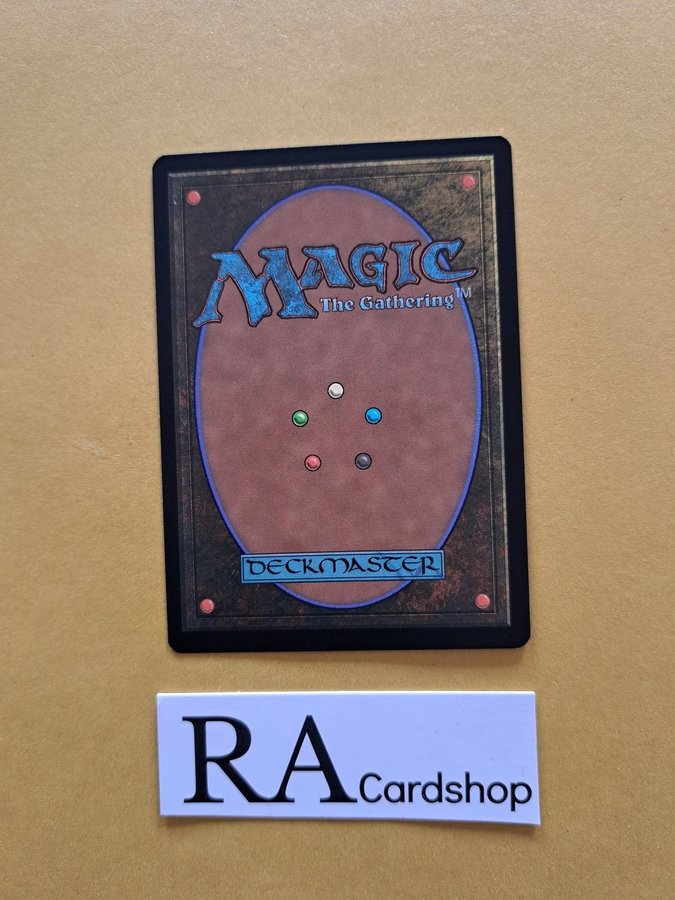 MAGIC
The Gathering™
DECKMASTER
RA Cardshop